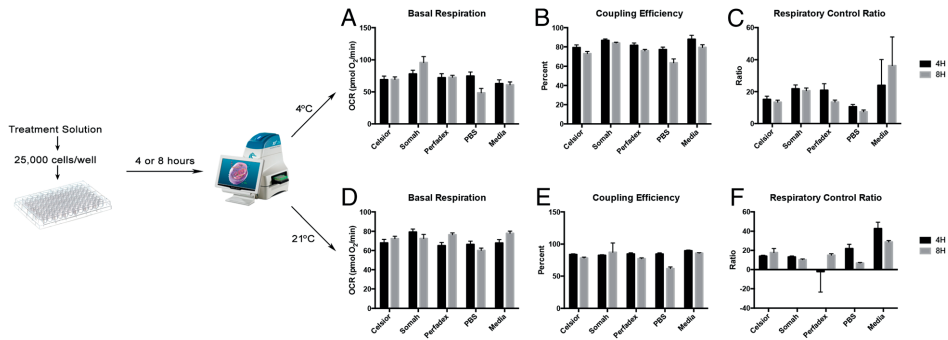 Treatment Solution
25,000 cells/well
4 or 8 hours
4ºC
21ºC
A
Basal Respiration
OCR (pmol O2/min)
150
100
50
0
Celsior
Somah
Perfadex
PBS
Media
B
Coupling Efficiency
Percent
100
80
60
40
20
0
Celsior
Somah
Perfadex
PBS
Media
C
Respiratory Control Ratio
Ratio
60
40
20
0
Celsior
Somah
Perfadex
PBS
Media
4H
8H
D
Basal Respiration
OCR (pmol O2/min)
100
80
60
40
20
0
Celsior
Somah
Perfadex
PBS
Media
E
Coupling Efficiency
Percent
150
100
50
0
Celsior
Somah
Perfadex
PBS
Media
F
Respiratory Control Ratio
Ratio
60
40
20
0
20
40
Celsior
Somah
Perfadex
PBS
Media
4H
8H